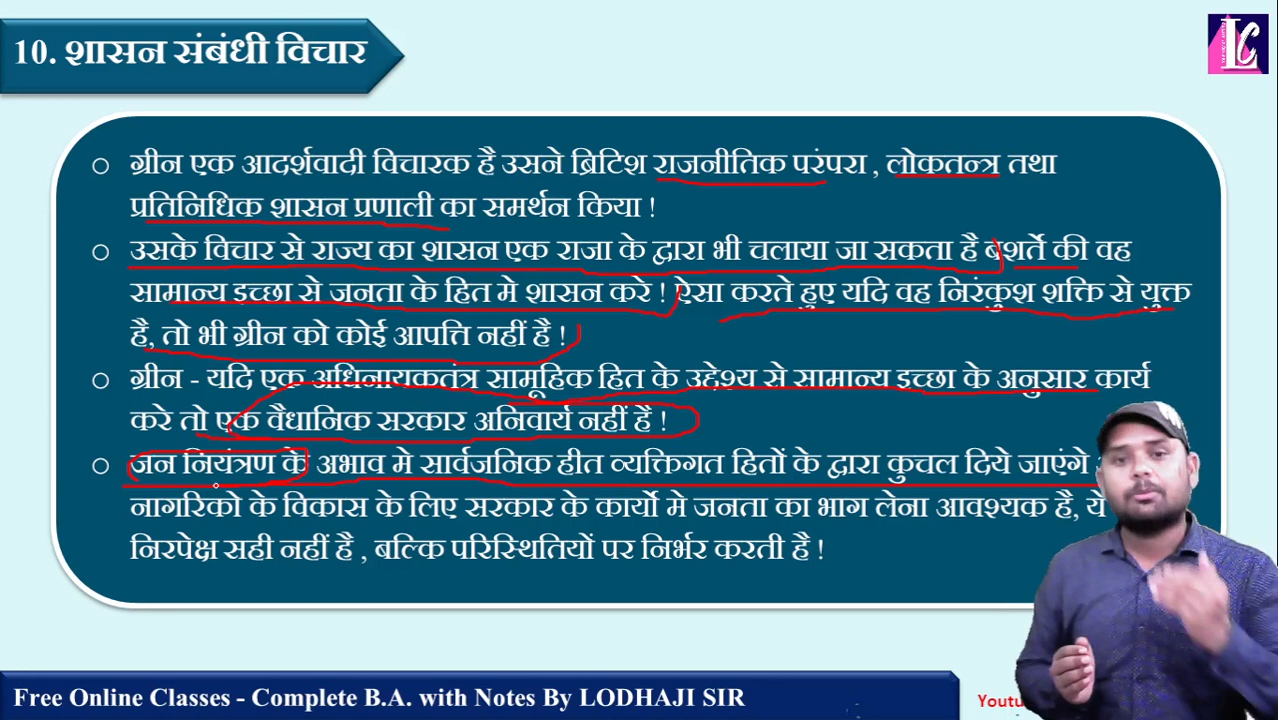 10. शासन संबंधी विचार
LC
○ ग्रीन एक आदर्शवादी विचारक है उसने ब्रिटिश राजनीतिक परंपरा , लोकतन्त्र तथा
प्रतिनिधिक शासन प्रणाली का समर्थन किया !
○ उसके विचार से राज्य का शासन एक राजा के द्वारा भी चलाया जा सकता है बशर्ते की वह
सामान्य इच्छा से जनता के हित मे शासन करे ! ऐसा करते हुए यदि वह निरंकुश शक्ति से युक्त
है, तो भी ग्रीन को कोई आपत्ति नहीं है !
○ ग्रीन - यदि एक अधिनायकतंत्र सामूहिक हित के उद्देश्य से सामान्य इच्छा के अनुसार कार्य
करे तो एक वैधानिक सरकार अनिवार्य नहीं है !
○ जन नियंत्रण के अभाव मे सार्वजनिक हीत व्यक्तिगत हितों के द्वारा कुचल दिये जाएंगे
नागरिको के विकास के लिए सरकार के कार्यो मे जनता का भाग लेना आवश्यक है, ये
निरपेक्ष सही नहीं है , बल्कि परिस्थितियों पर निर्भर करती है !
Free Online Classes - Complete B.A. with Notes By LODHAJI SIR
Youtu